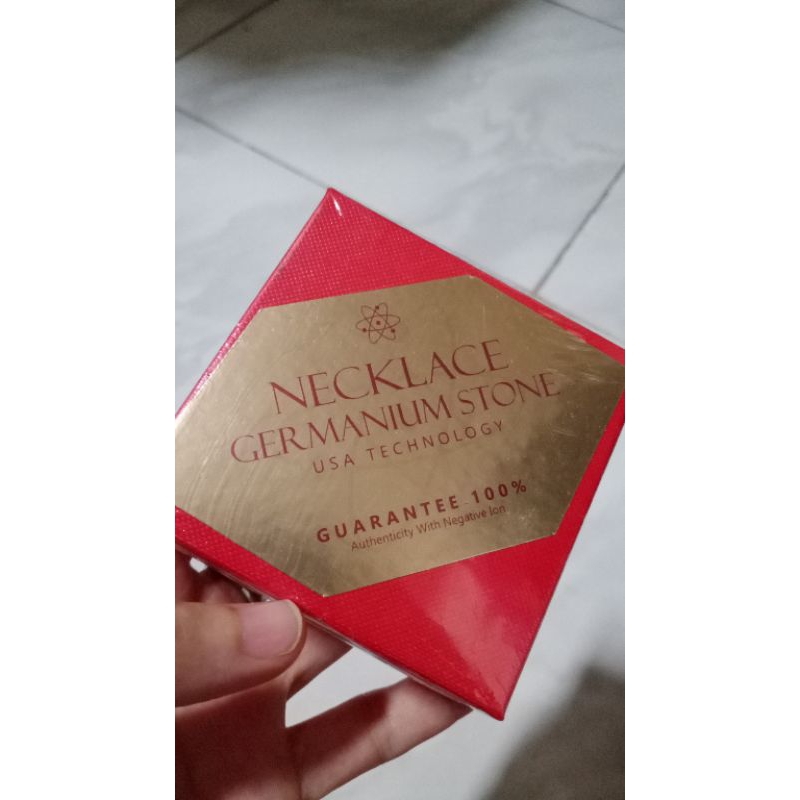 NECKLACE
GERMANIUM STONE
USA TECHNOLOGY
GUARANTEE 100%
Authenticity With Negative Ion